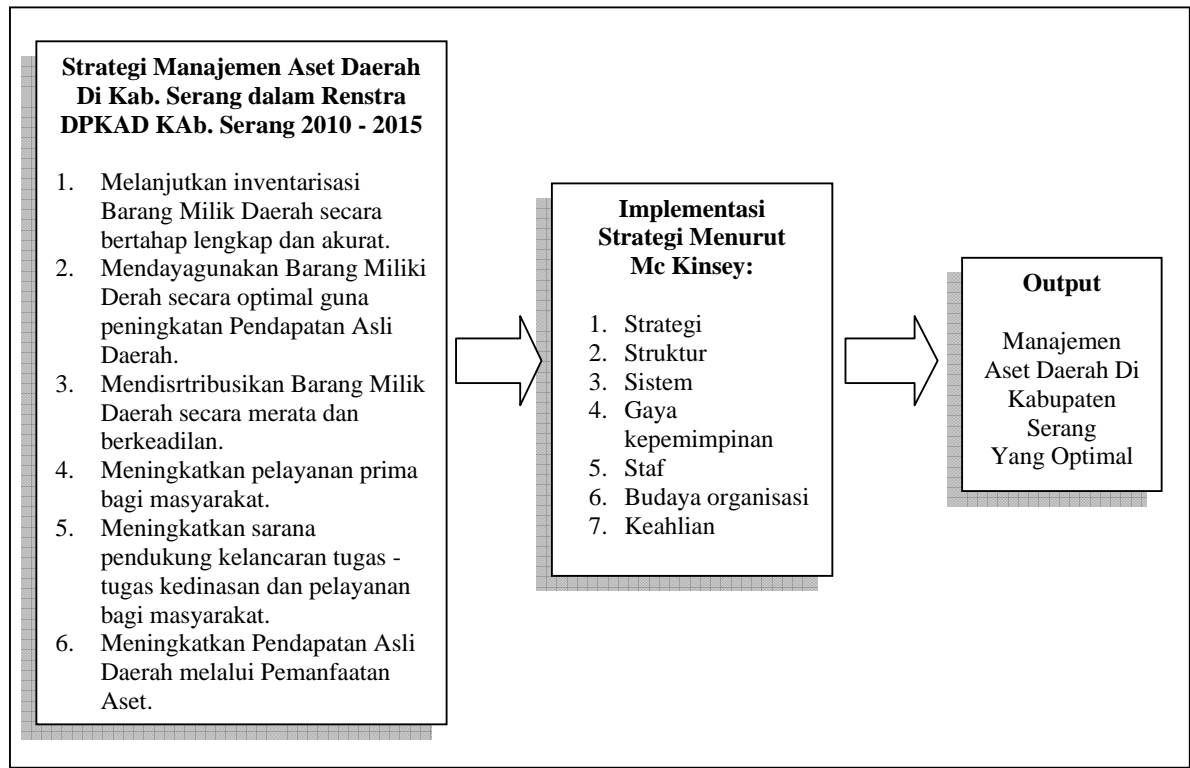 Strategi Manajemen Aset Daerah
Di Kab. Serang dalam Renstra
DPKAD KAb. Serang 2010 - 2015
1. Melanjutkan inventarisasi
Barang Milik Daerah secara
bertahap lengkap dan akurat.
2. Mendayagunakan Barang Miliki
Derah secara optimal guna
peningkatan Pendapatan Asli
Daerah.
3. Mendisrtribusikan Barang Milik
Daerah secara merata dan
berkeadilan.
4. Meningkatkan pelayanan prima
bagi masyarakat.
5. Meningkatkan sarana
pendukung kelancaran tugas -
tugas kedinasan dan pelayanan
bagi masyarakat.
6. Meningkatkan Pendapatan Asli
Daerah melalui Pemanfaatan
Aset.
Implementasi
Strategi Menurut
Mc Kinsey:
1. Strategi
2. Struktur
3. Sistem
4. Gaya
kepemimpinan
5. Staf
6. Budaya organisasi
7. Keahlian
Output
Manajemen
Aset Daerah Di
Kabupaten
Serang
Yang Optimal